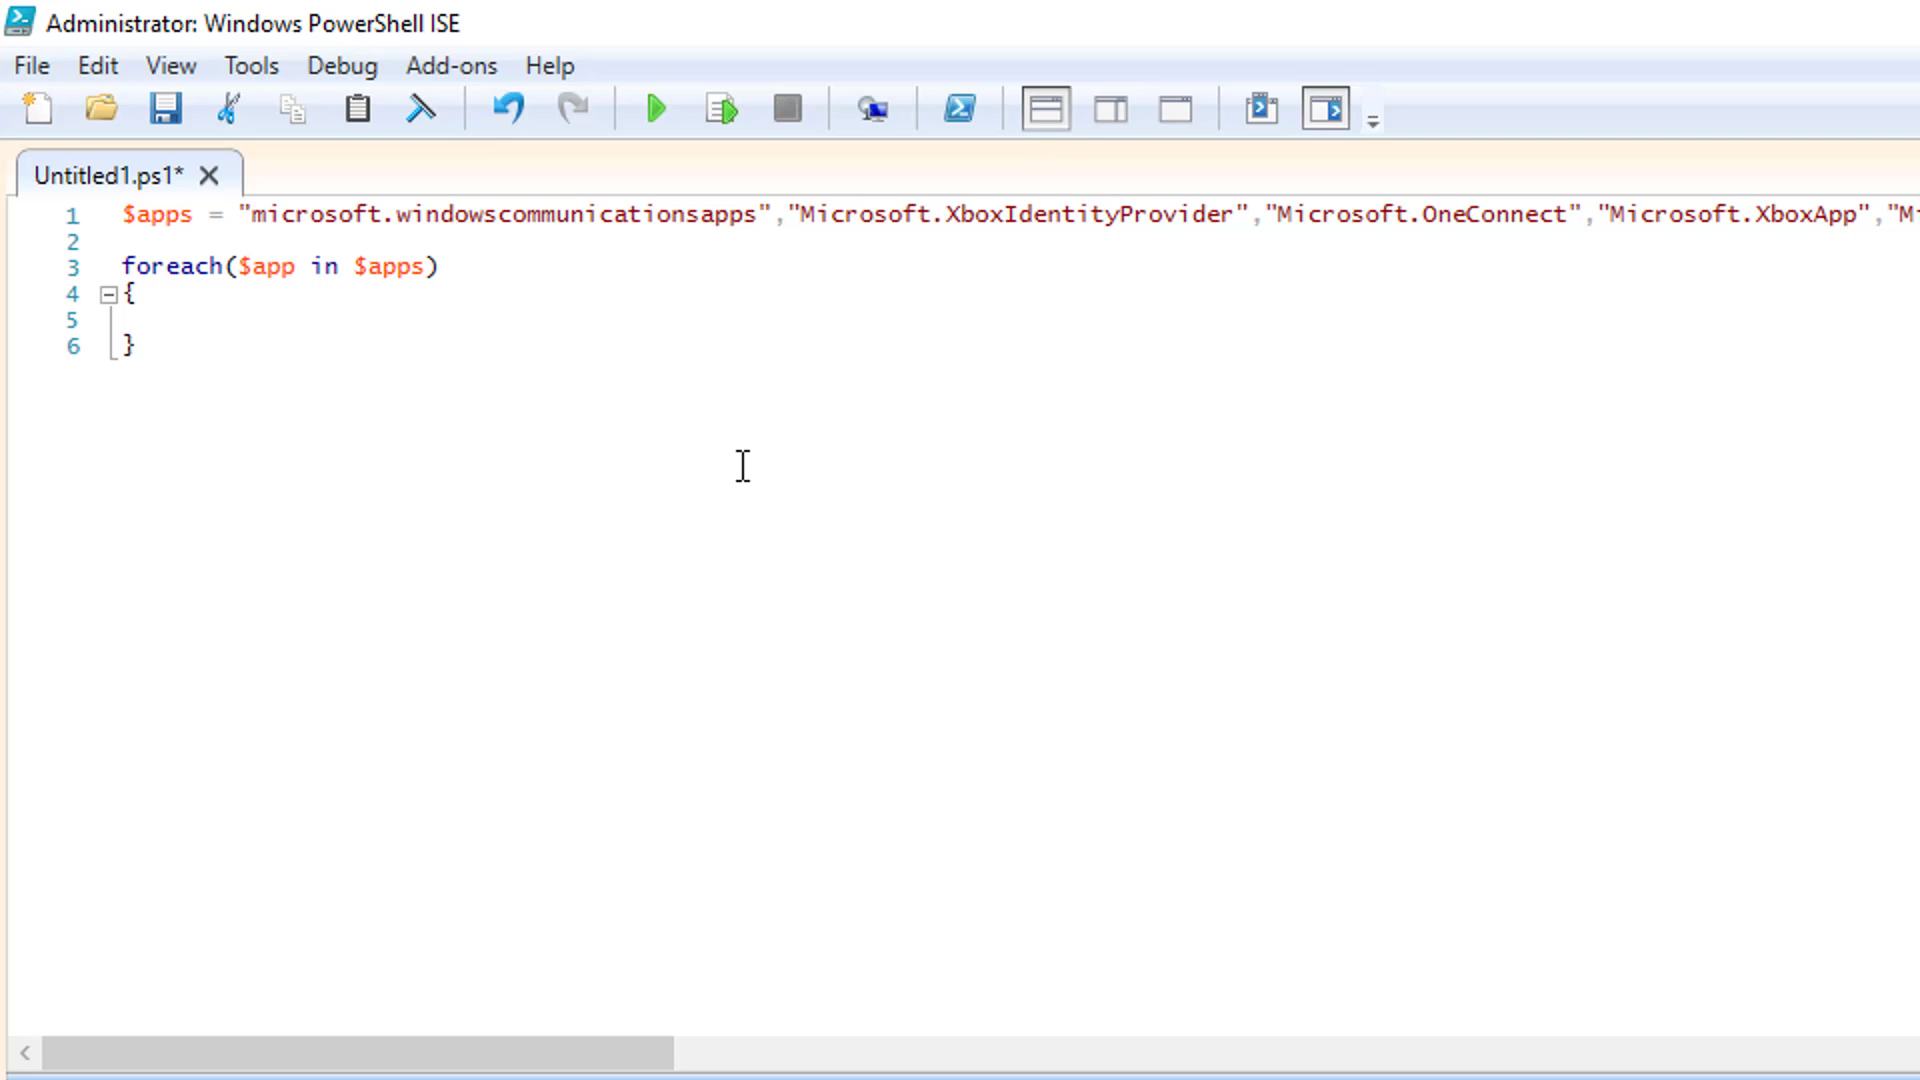 Administrator: Windows PowerShell ISE
File Edit View Tools Debug Add-ons Help
Untitled1.ps1*
1 $apps = "microsoft.windowscommunicationsapps","Microsoft.XboxIdentityProvider","Microsoft.OneConnect","Microsoft.XboxApp","M
2
3 foreach($app in $apps)
4 {
5
6 }